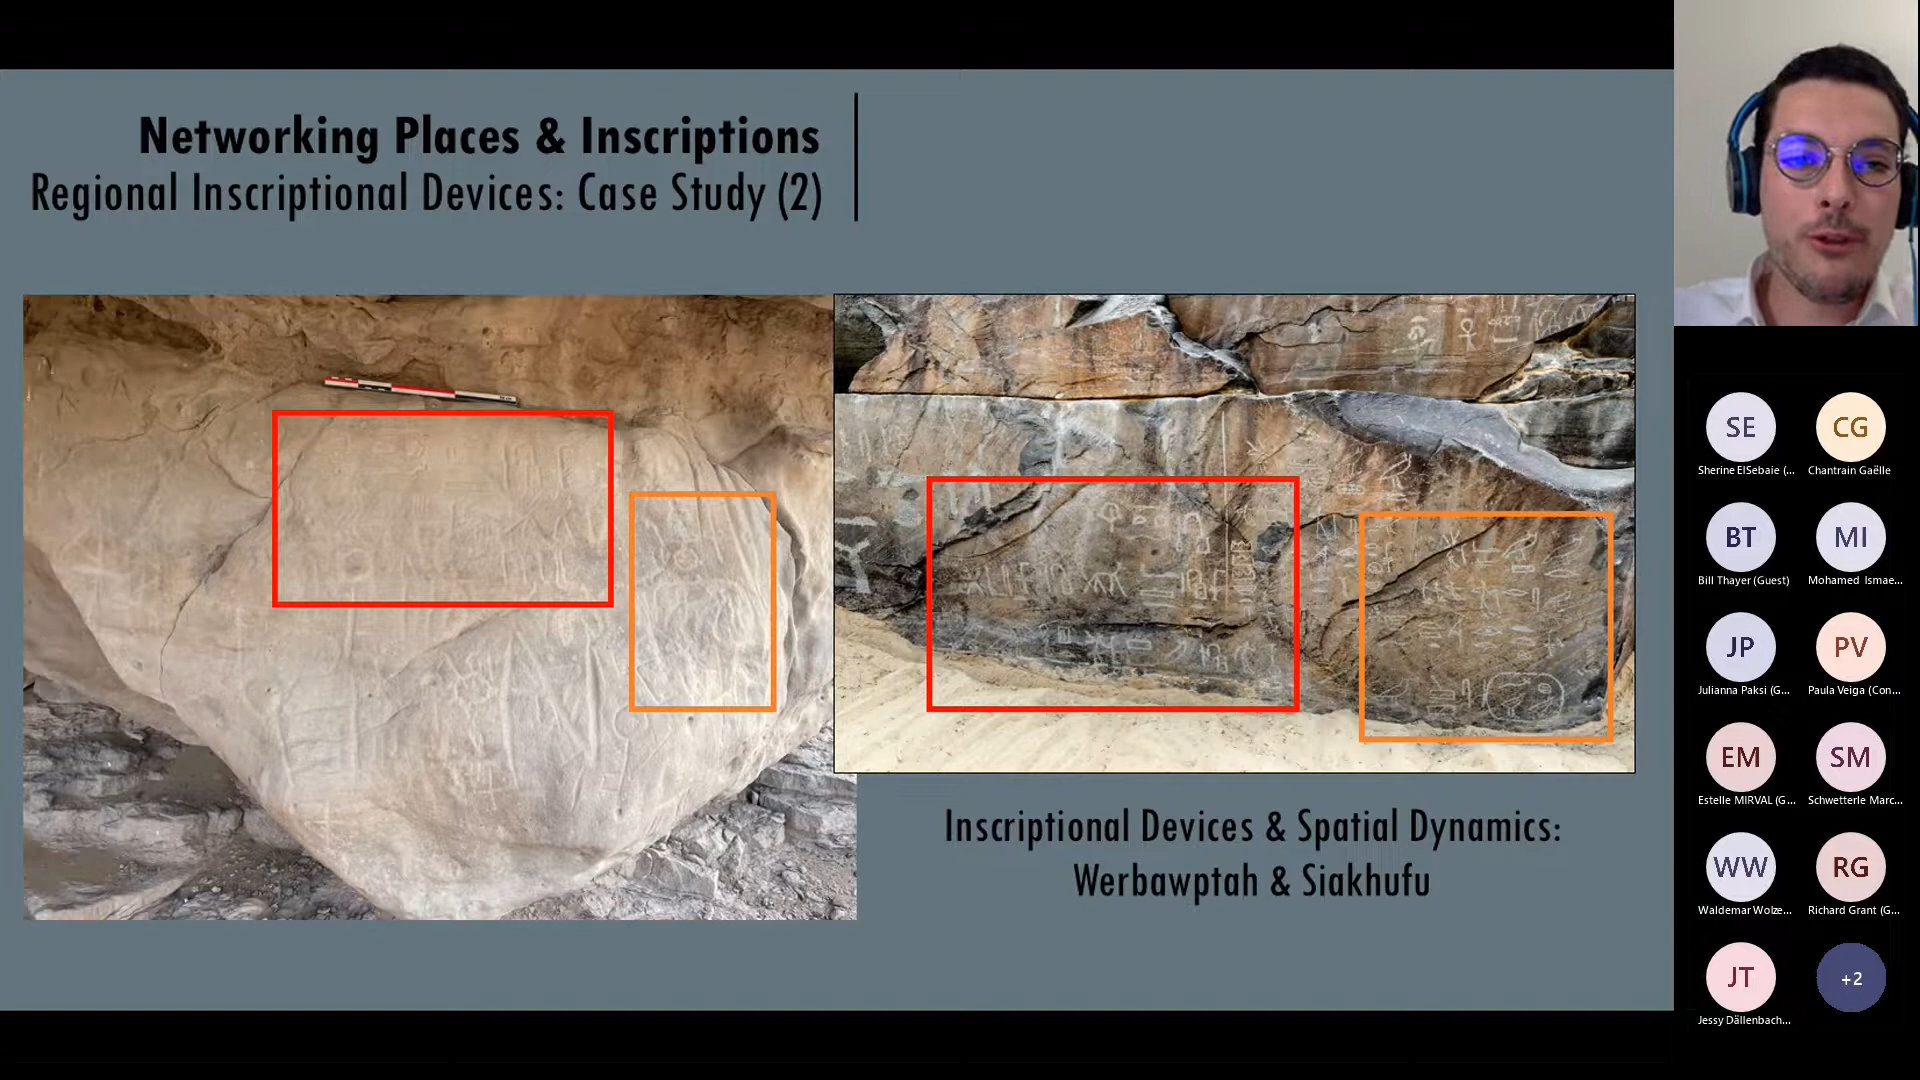 Networking Places & Inscriptions
Regional Inscriptional Devices: Case Study (2)
Inscriptional Devices & Spatial Dynamics:
Werbawptah & Siakhufu
SE
CG
Sherine ElSebaie (...
Chantrain Gaëlle
BT
MI
Bill Thayer (Guest)
Mohamed Ismae...
JP
PV
Julianna Paksi (G...
Paula Veiga (Con...
EM
SM
Estelle MIRVAL (G...
Schwetterle Marc...
WW
RG
Waldemar Wolze...
Richard Grant (G...
JT
+2
Jessy Dällenbach...